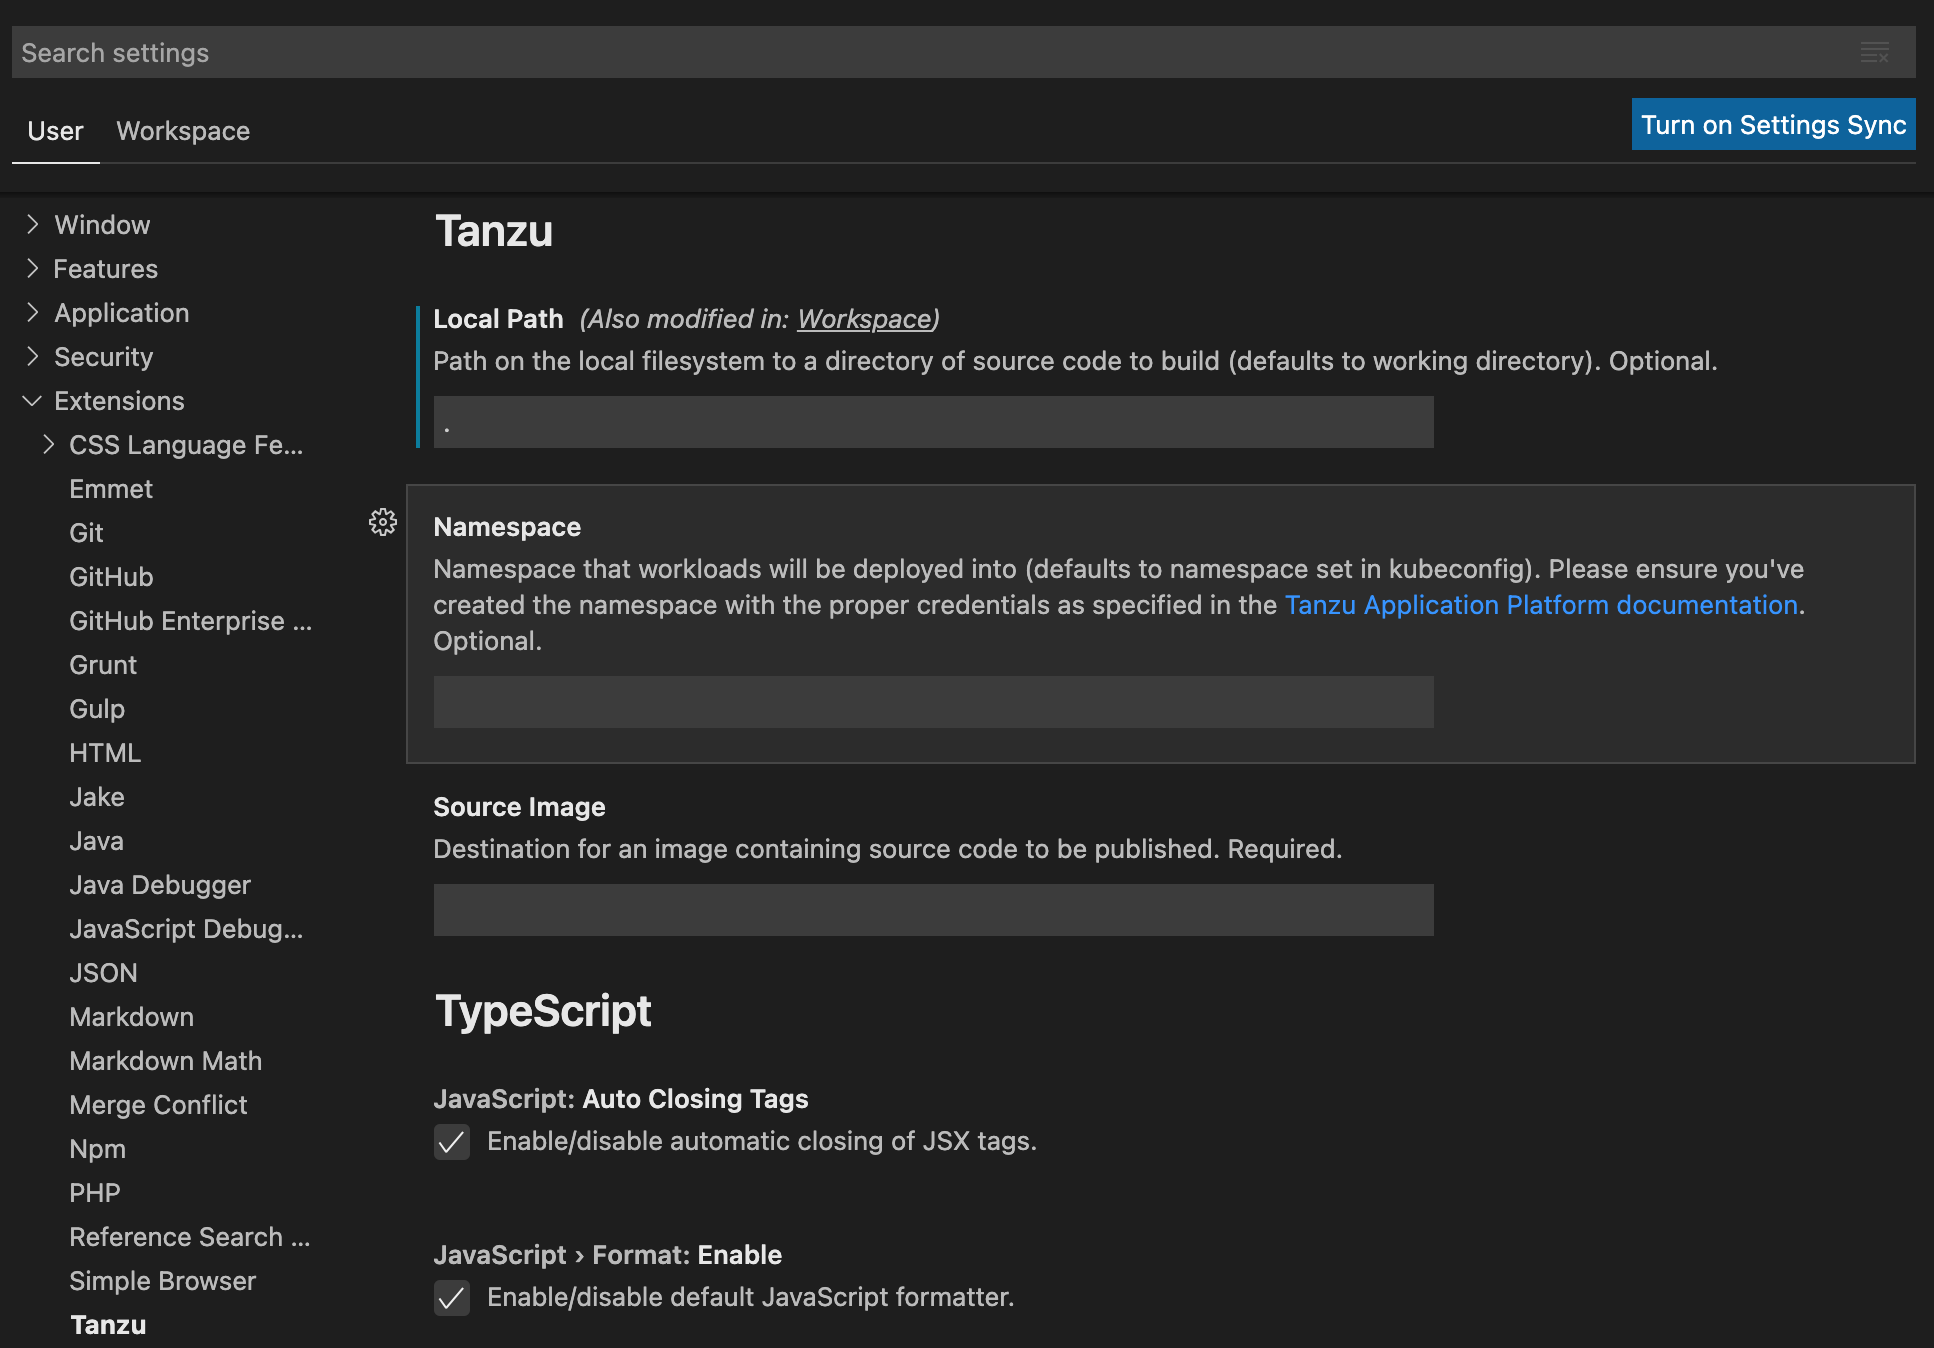 Search settings
User Workspace
Turn on Settings Sync
Window
Features
Application
Security
Extensions
CSS Language Fe...
Emmet
Git
GitHub
GitHub Enterprise ...
Grunt
Gulp
HTML
Jake
Java
Java Debugger
JavaScript Debug...
JSON
Markdown
Markdown Math
Merge Conflict
Npm
PHP
Reference Search ...
Simple Browser
Tanzu
Tanzu
Local Path (Also modified in: Workspace)
Path on the local filesystem to a directory of source code to build (defaults to working directory). Optional.
.
Namespace
Namespace that workloads will be deployed into (defaults to namespace set in kubeconfig). Please ensure you've
created the namespace with the proper credentials as specified in the Tanzu Application Platform documentation.
Optional.
Source Image
Destination for an image containing source code to be published. Required.
TypeScript
JavaScript: Auto Closing Tags
Enable/disable automatic closing of JSX tags.
JavaScript › Format: Enable
Enable/disable default JavaScript formatter.